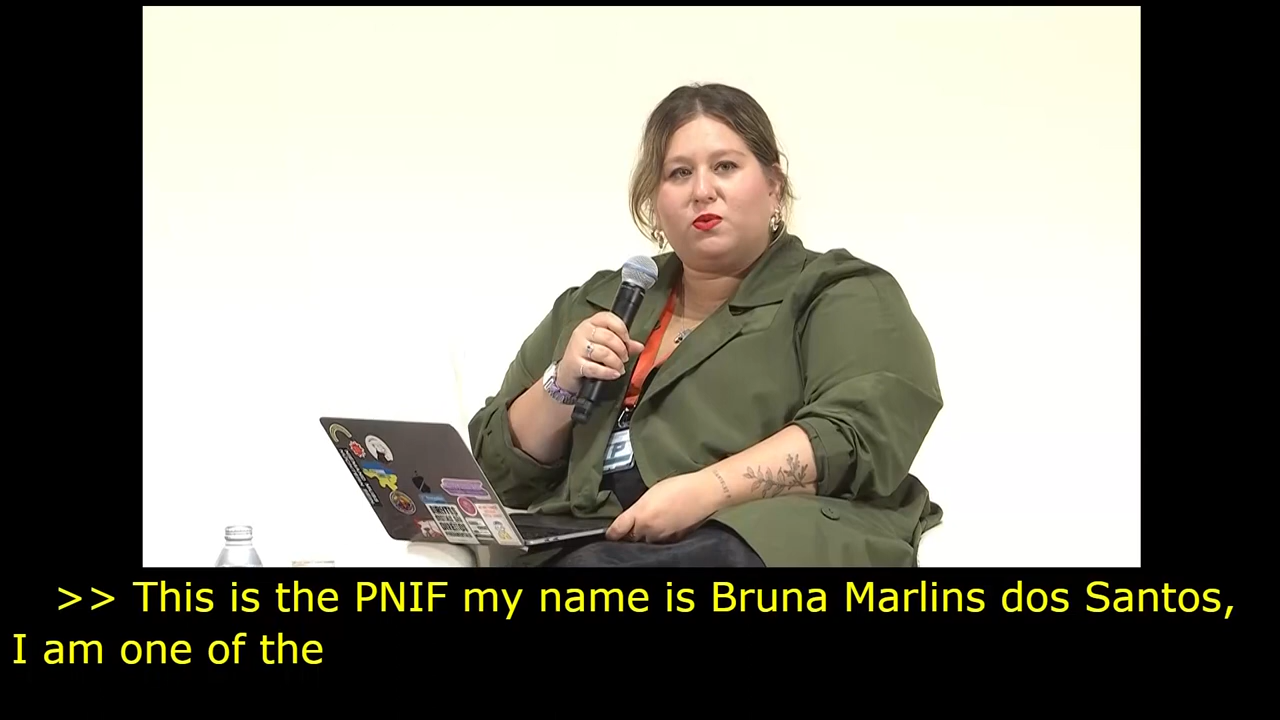 >> This is the PNIF my name is Bruna Marlins dos Santos,
I am one of the